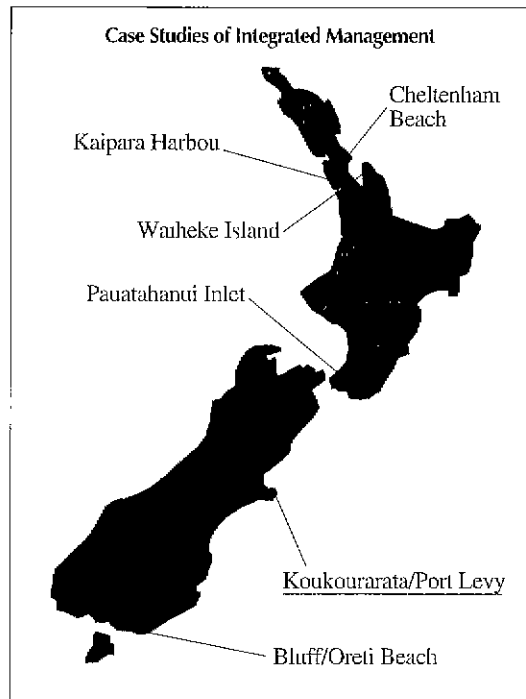 Case Studies of Integrated Management
Cheltenham
Beach
Kaipara Harbou
Waiheke Island
Pauatahanui Inlet
Koukourarata/Port Levy
Bluff/Oreti Beach